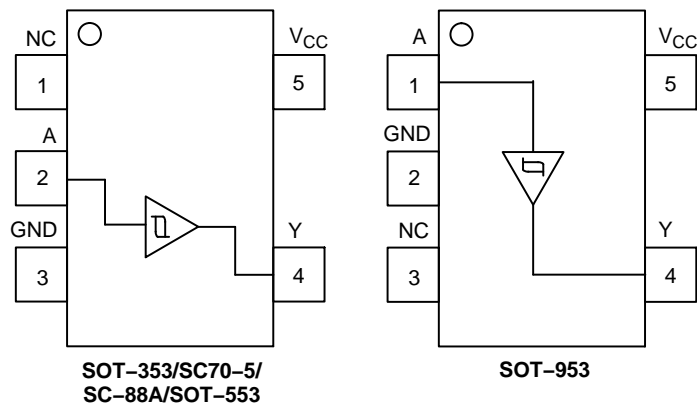 NC
1
A
2
GND
3
VCC
5
Y
4
SOT–353/SC70–5/
SC–88A/SOT–553
A
1
GND
2
NC
3
VCC
5
Y
4
SOT–953